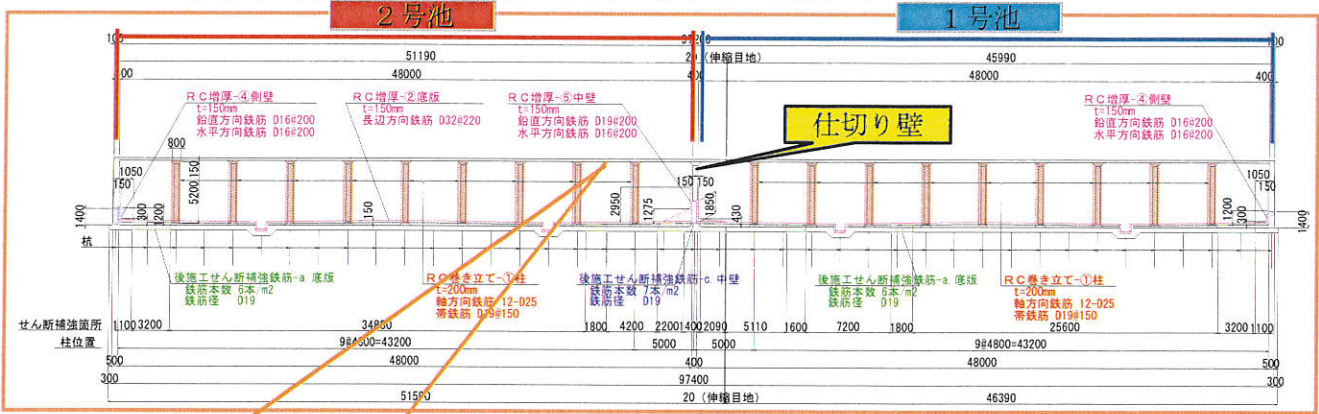 ２号池
１号池
100
97200
100
51190
20 (伸縮目地)
45990
400
48000
400
48000
400
ＲＣ増厚-④側壁
t=150mm
鉛直方向鉄筋 D16@200
水平方向鉄筋 D16@200
ＲＣ増厚-②底版
t=150mm
長辺方向鉄筋 D32@220
ＲＣ増厚-⑤中壁
t=150mm
鉛直方向鉄筋 D19@200
水平方向鉄筋 D16@200
仕切り壁
ＲＣ増厚-④側壁
t=150mm
鉛直方向鉄筋 D16@200
水平方向鉄筋 D16@200
800
1050
150
150
5200
1400
300
1200
150
2950
1275
150
150
1850
430
1050
150
1200
300
1400
杭
後施工せん断補強鉄筋-a 底版
鉄筋本数 6本/m2
鉄筋径 D19
ＲＣ巻き立て-①柱
t=200mm
軸方向鉄筋 12-D25
帯鉄筋 D19@150
後施工せん断補強鉄筋-c 中壁
鉄筋本数 7本/m2
鉄筋径 D19
後施工せん断補強鉄筋-a 底版
鉄筋本数 6本/m2
鉄筋径 D19
ＲＣ巻き立て-①柱
t=200mm
軸方向鉄筋 12-D25
帯鉄筋 D19@150
せん断補強箇所
1100
3200
1800
4200
2200
1400
2090
5110
1600
7200
1800
25600
3200
1100
柱位置
9@4800=43200
5000
5000
9@4800=43200
500
48000
400
48000
500
300
97400
300
51590
20 (伸縮目地)
46390